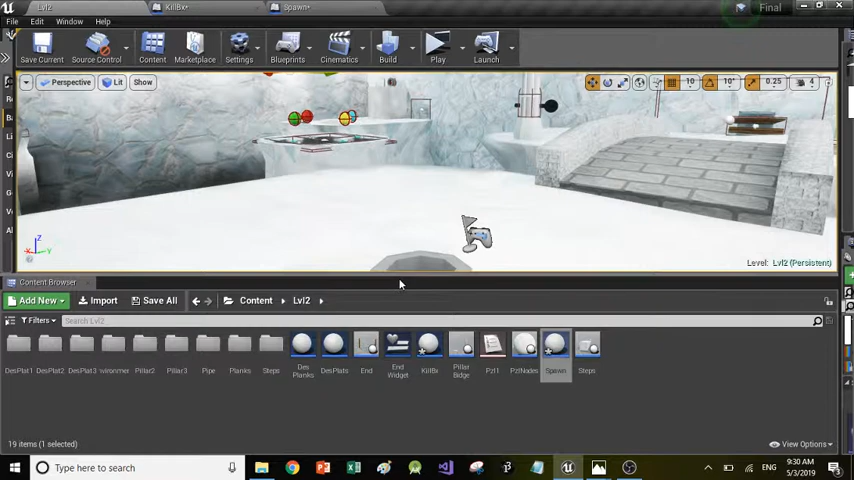 Lvl2
KillBx*
Spawn*
Final
File Edit Window Help
Save Current Source Control Content Marketplace Settings Blueprints Cinematics Build Play Launch
Perspective Lit Show 10 10° 0.25 4
Level: Lvl2 (Persistent)
Content Browser
Add New Import Save All Content Lvl2
Filters Search Lvl2
DesPlat1 DesPlat2 DesPlat3 Pillar2 Pillar3 Pipe Planks Steps Des Planks DesPlats End End Widget KillBx Pillai Bidge Pzl1 PzlNodes Spawn Steps
19 items (1 selected) View Options
Type here to search ENG 9:30 AM
5/3/2019